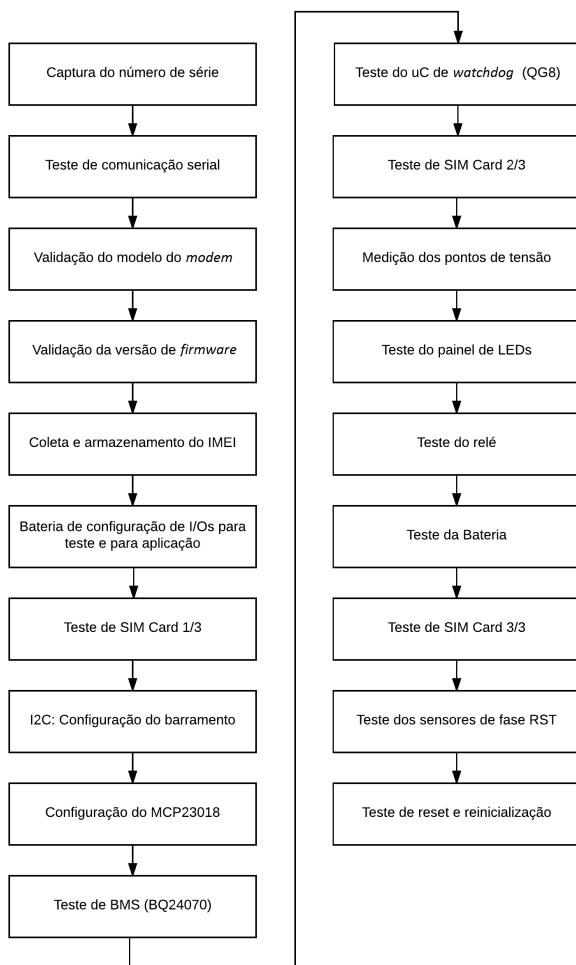 Captura do número de série
Teste de comunicação serial
Validação do modelo do modem
Validação da versão de firmware
Coleta e armazenamento do IMEI
Bateria de configuração de I/Os para
teste e para aplicação
Teste de SIM Card 1/3
I2C: Configuração do barramento
Configuração do MCP23018
Teste de BMS (BQ24070)
Teste do uC de watchdog (QG8)
Teste de SIM Card 2/3
Medição dos pontos de tensão
Teste do painel de LEDs
Teste do relé
Teste da Bateria
Teste de SIM Card 3/3
Teste dos sensores de fase RST
Teste de reset e reinicialização